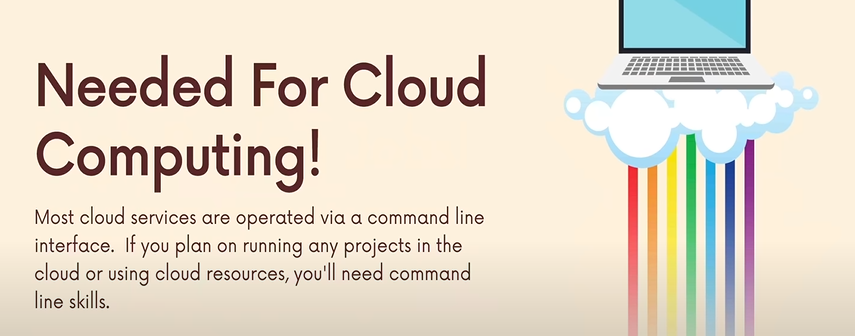 Needed For Cloud
Computing!
Most cloud services are operated via a command line
interface.  If you plan on running any projects in the
cloud or using cloud resources, you'll need command
line skills.